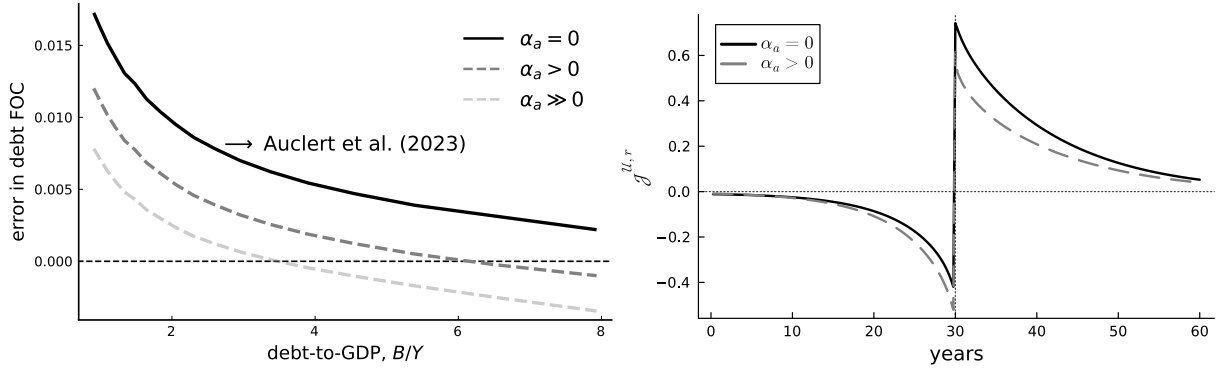 error in debt FOC
0.015
0.010
0.005
0.000
α_a = 0
α_a > 0
α_a ≫ 0
→ Auclert et al. (2023)
2 4 6 8
debt-to-GDP, B/Y
𝒥^{U,r}
0.6
0.4
0.2
0.0
−0.2
−0.4
α_a = 0
α_a > 0
0 10 20 30 40 50 60
years